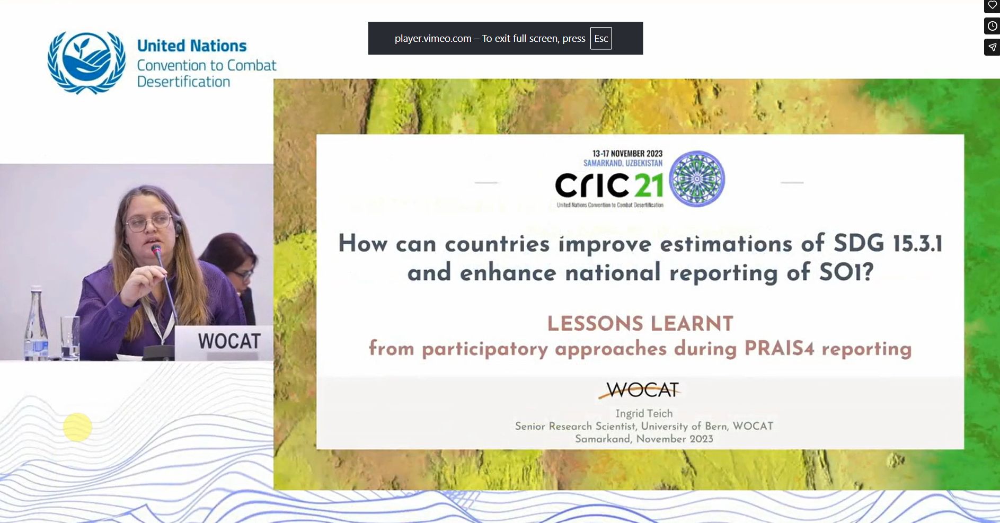 player.vimeo.com – To exit full screen, press Esc
United Nations
Convention to Combat
Desertification
13-17 NOVEMBER 2023
SAMARKAND, UZBEKISTAN
CRIC 21
United Nations Convention to Combat Desertification
How can countries improve estimations of SDG 15.3.1
and enhance national reporting of SO1?
LESSONS LEARNT
from participatory approaches during PRAIS4 reporting
WOCAT
WOCAT
Ingrid Teich
Senior Research Scientist, University of Bern, WOCAT
Samarkand, November 2023